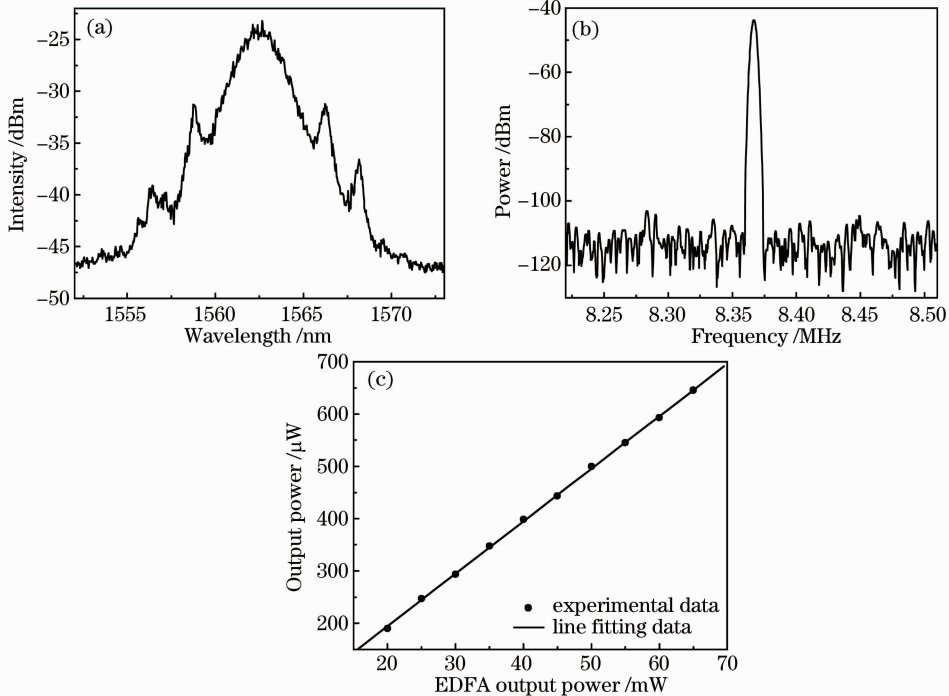 (a)
−25
−30
−35
−40
−45
−50
Intensity /dBm
1555 1560 1565 1570
Wavelength /nm
(b)
−40
−60
−80
−100
−120
Power /dBm
8.25 8.30 8.35 8.40 8.45 8.50
Frequency /MHz
(c)
700
600
500
400
300
200
Output power /μW
experimental data
line fitting data
20 30 40 50 60 70
EDFA output power /mW